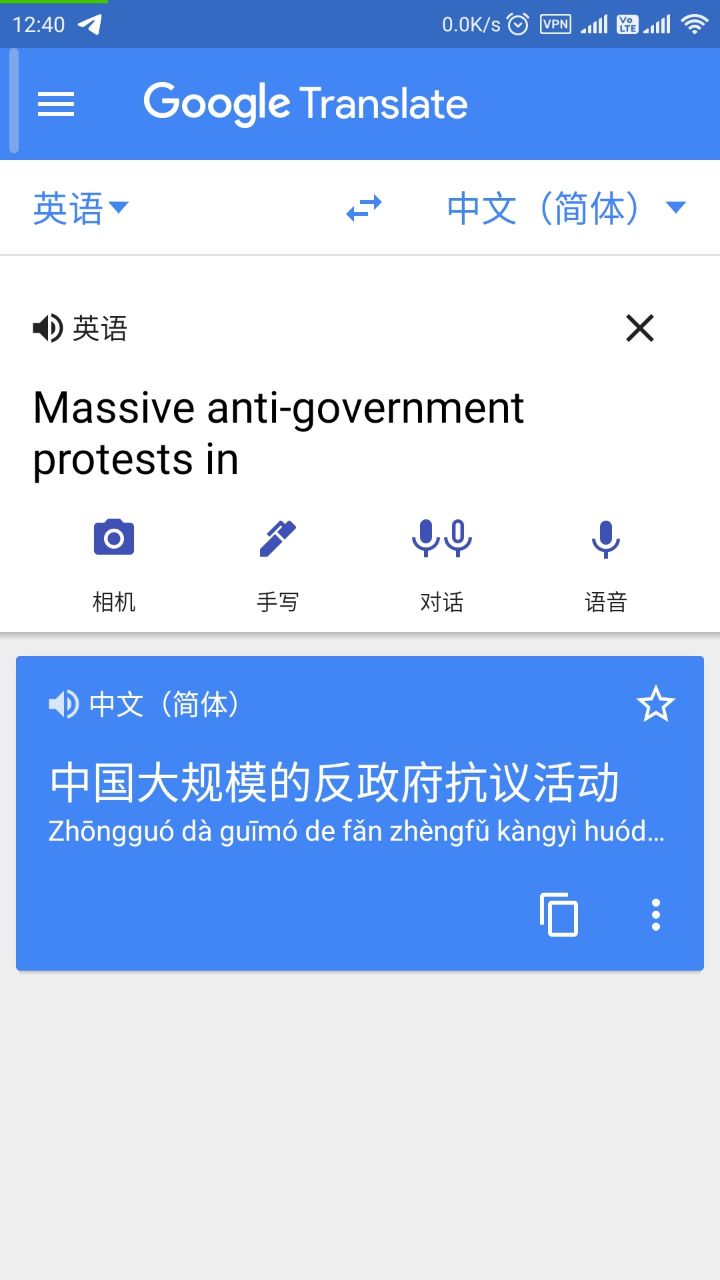 12:40 0.0K/s VPN Vo LTE
Google Translate
英语 中文（简体）
英语
Massive anti-government
protests in
相机 手写 对话 语音
中文（简体）
中国大规模的反政府抗议活动
Zhōngguó dà guīmó de fǎn zhèngfǔ kàngyì huód...